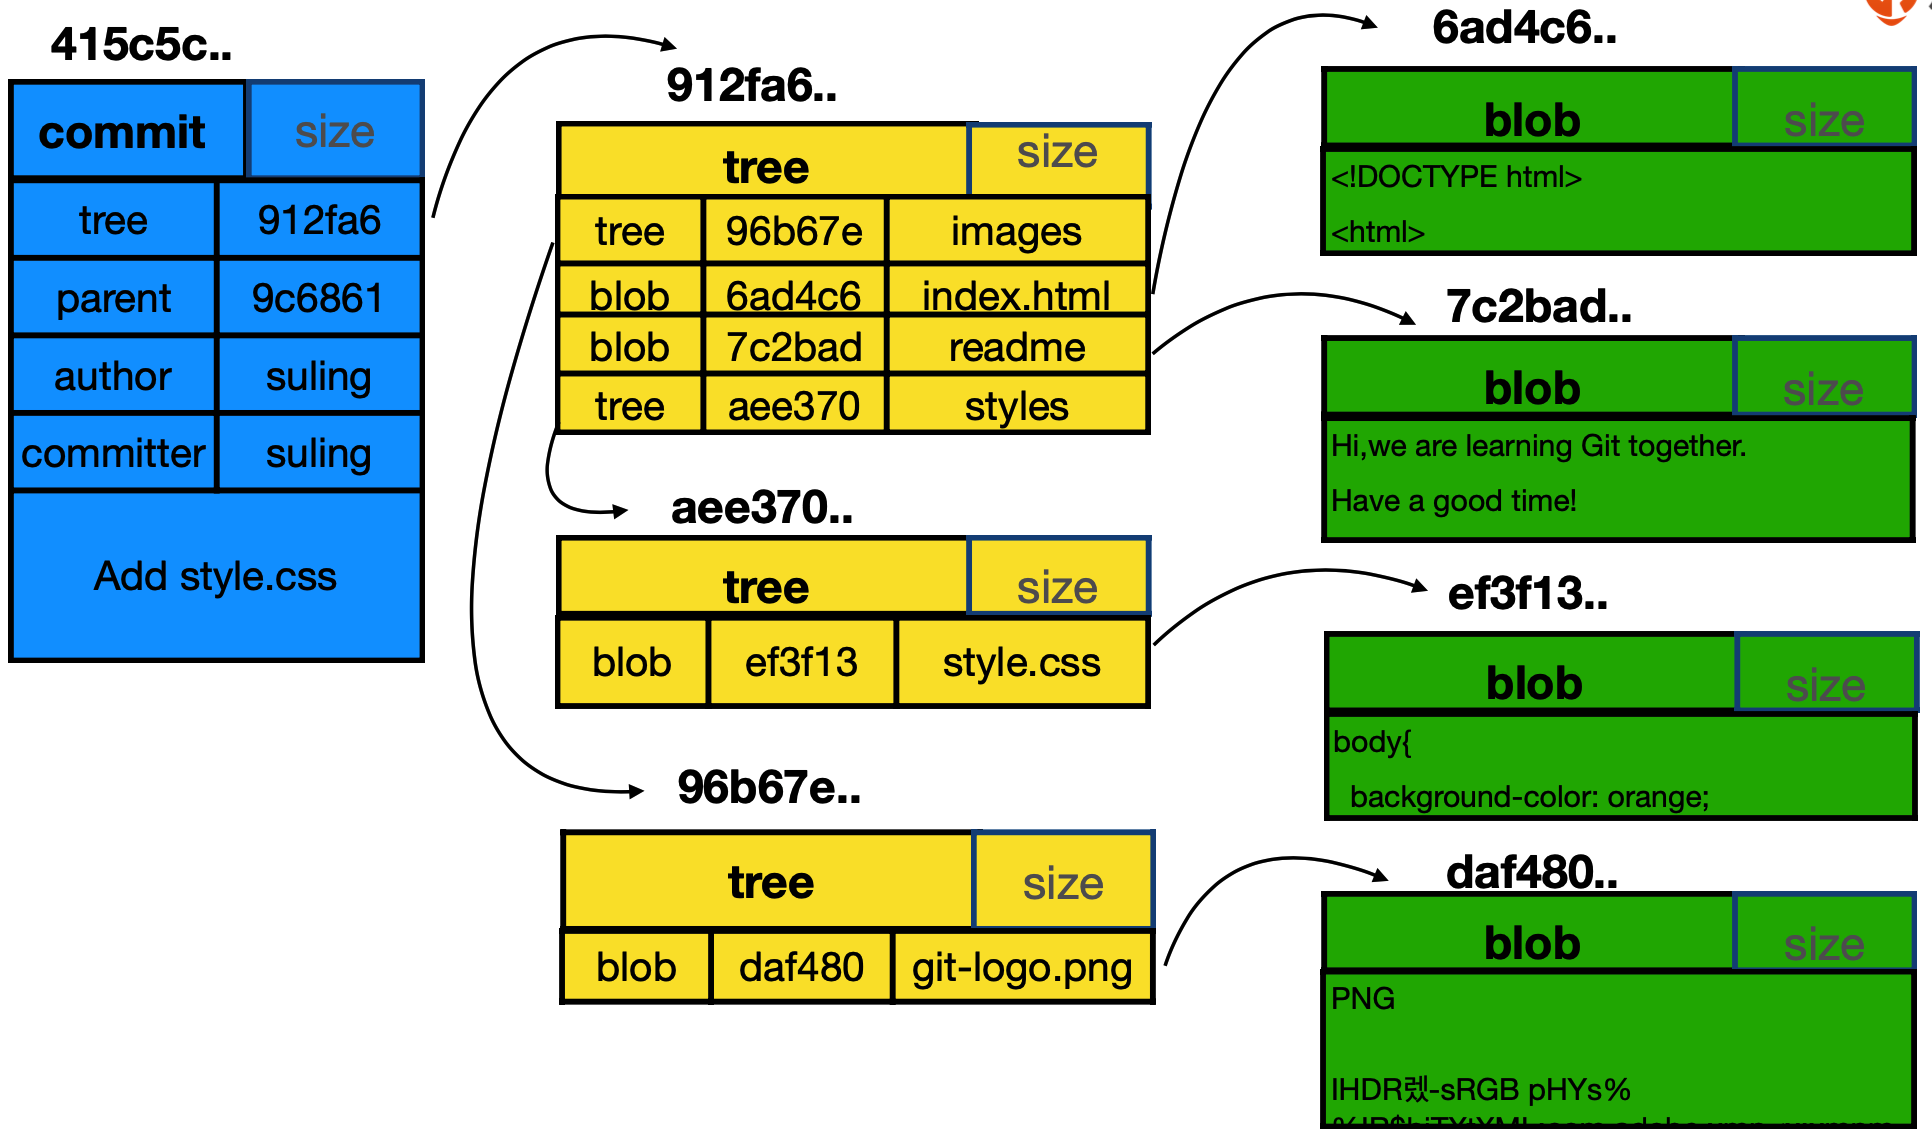 415c5c..
commit size
tree 912fa6
parent 9c6861
author suling
committer suling
Add style.css
912fa6..
tree size
tree 96b67e images
blob 6ad4c6 index.html
blob 7c2bad readme
tree aee370 styles
aee370..
tree size
blob ef3f13 style.css
96b67e..
tree size
blob daf480 git-logo.png
6ad4c6..
blob size
<!DOCTYPE html>
<html>
7c2bad..
blob size
Hi,we are learning Git together.
Have a good time!
ef3f13..
blob size
body{
background-color: orange;
daf480..
blob size
PNG
IHDR렜-sRGB pHYs%